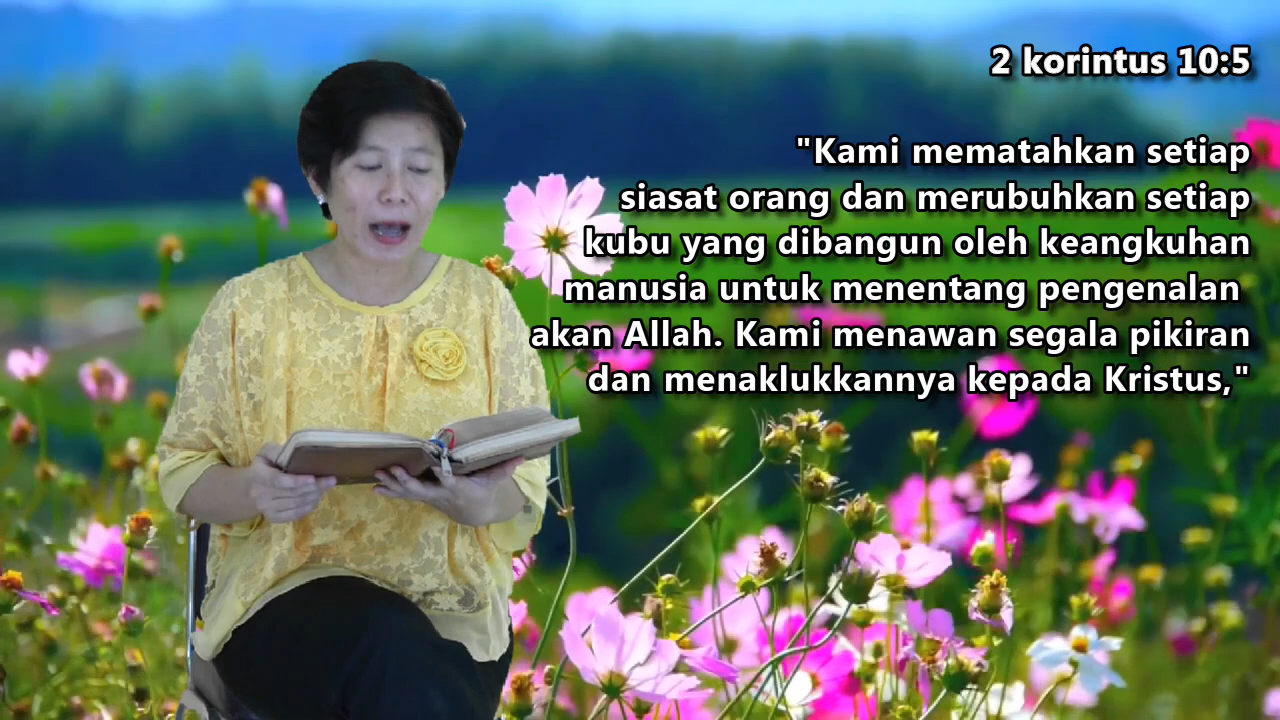 2 korintus 10:5
"Kami mematahkan setiap
siasat orang dan merubuhkan setiap
kubu yang dibangun oleh keangkuhan
manusia untuk menentang pengenalan
akan Allah. Kami menawan segala pikiran
dan menaklukkannya kepada Kristus,"